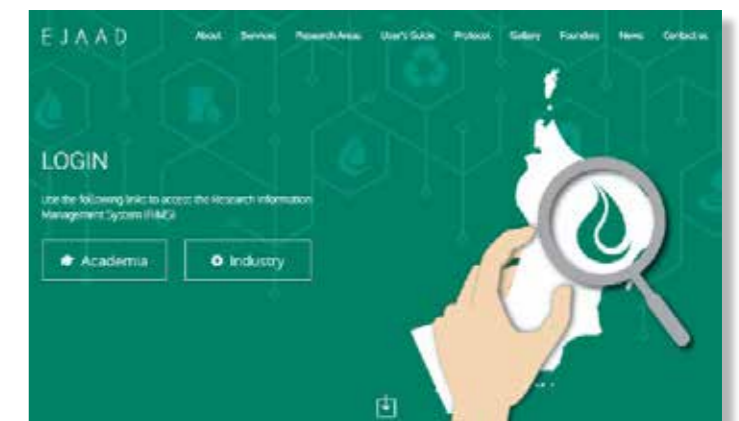 EJAAD
About Services Research Areas User's Guide Protocol Gallery Founders News Contact us
LOGIN
Use the following links to access the Research Information
Management System (RIMS)
Academia
Industry